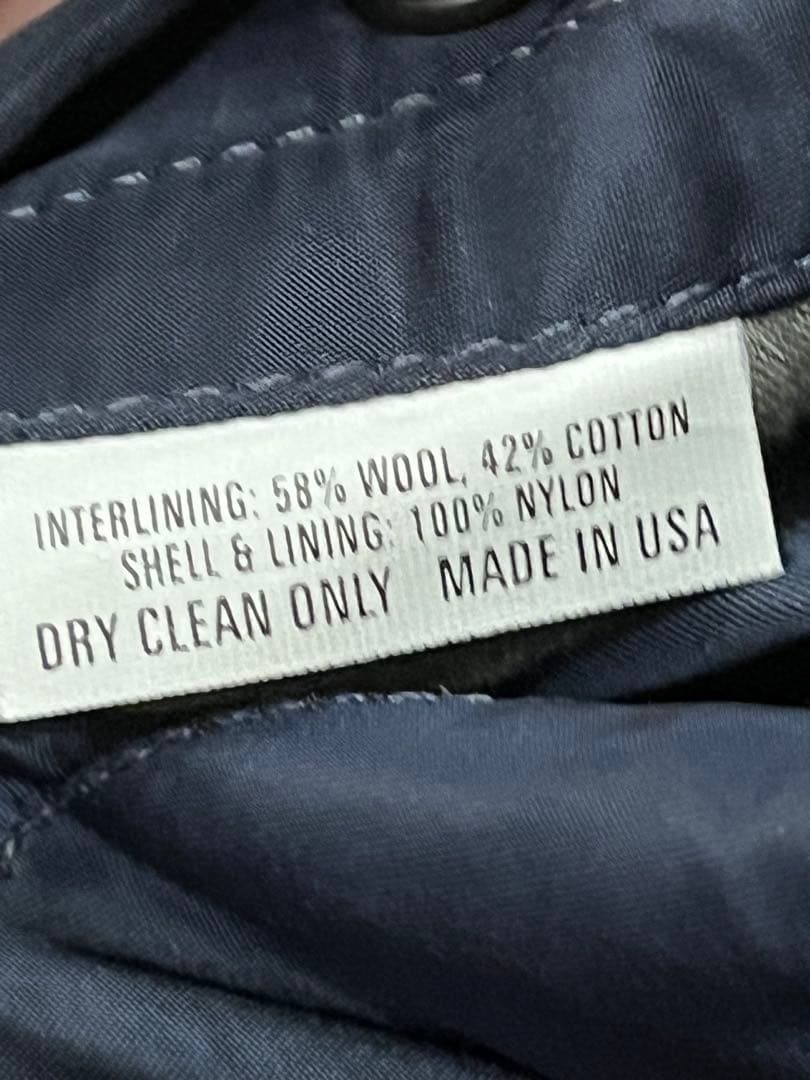 INTERLINING: 58% WOOL, 42% COTTON
SHELL & LINING: 100% NYLON
DRY CLEAN ONLY MADE IN USA